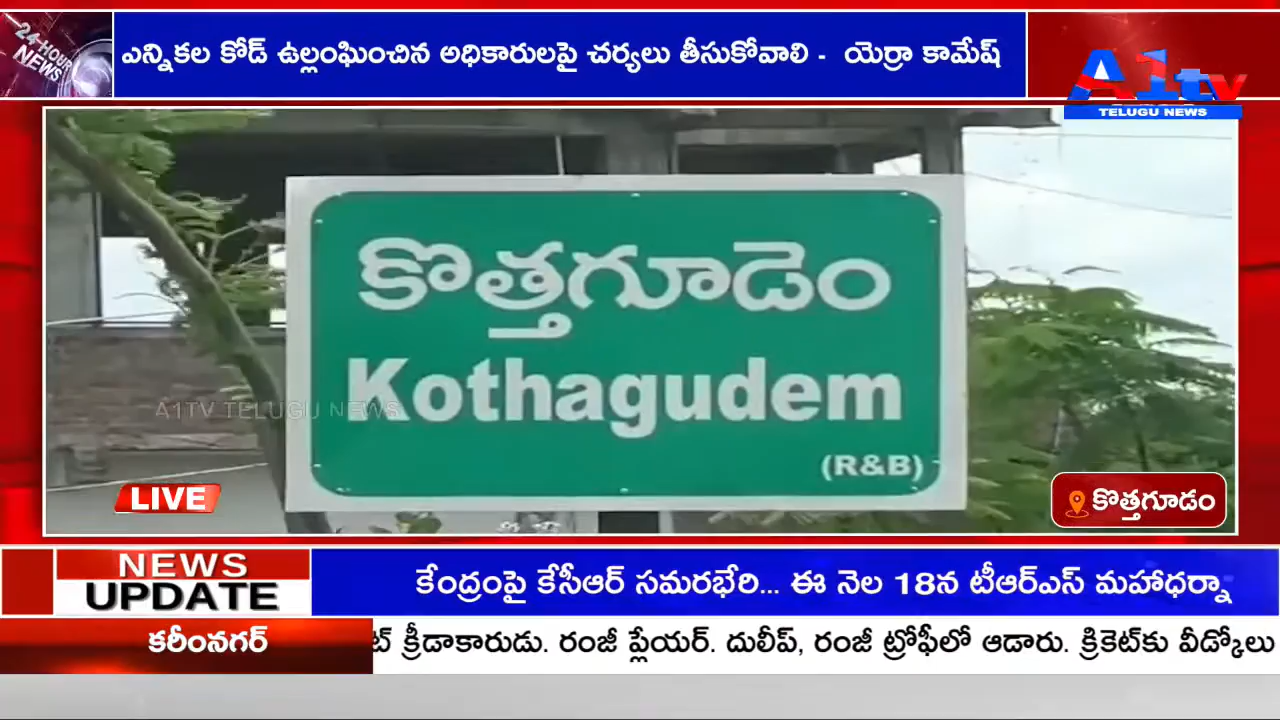 24-HOUR
NEWS
ఎన్నికల కోడ్ ఉల్లంఘించిన అధికారులపై చర్యలు తీసుకోవాలి - యెర్రా కామేష్
A1tv
TELUGU NEWS
కొత్తగూడెం
Kothagudem
(R&B)
A1TV TELUGU NEWS
LIVE
కొత్తగూడం
NEWS
UPDATE
కేంద్రంపై కేసీఆర్ సమరభేరి... ఈ నెల 18న టీఆర్ఎస్ మహాధర్నా
కరీంనగర్
ట్ క్రీడాకారుడు. రంజీ ప్లేయర్. దులీప్, రంజీ ట్రోఫీలో ఆడారు. క్రికెట్‌కు వీడ్కోలు